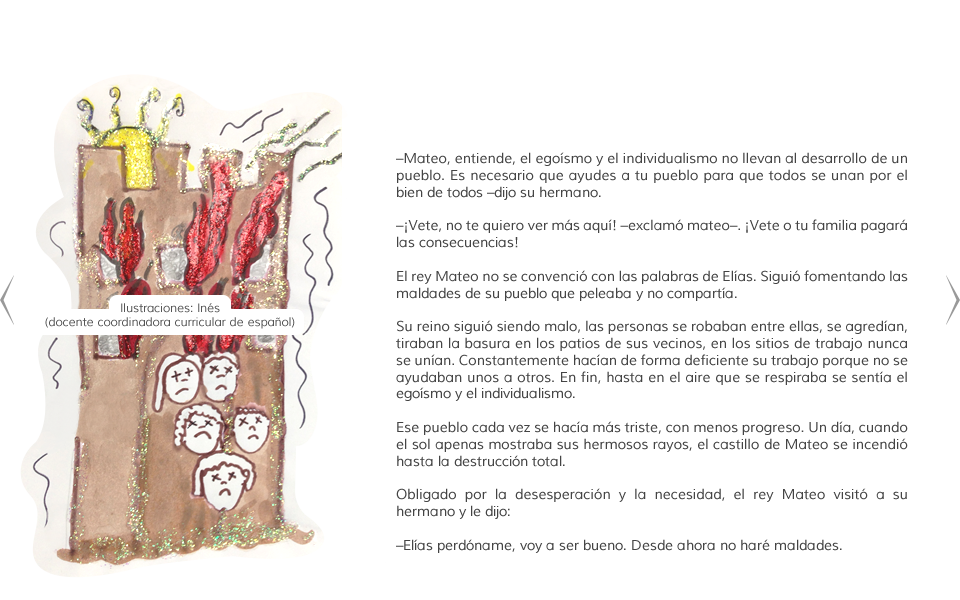 Ilustraciones: Inés
(docente coordinadora curricular de español)
–Mateo, entiende, el egoísmo y el individualismo no llevan al desarrollo de un
pueblo. Es necesario que ayudes a tu pueblo para que todos se unan por el
bien de todos –dijo su hermano.
–¡Vete, no te quiero ver más aquí! –exclamó mateo–. ¡Vete o tu familia pagará
las consecuencias!
El rey Mateo no se convenció con las palabras de Elías. Siguió fomentando las
maldades de su pueblo que peleaba y no compartía.
Su reino siguió siendo malo, las personas se robaban entre ellas, se agredían,
tiraban la basura en los patios de sus vecinos, en los sitios de trabajo nunca
se unían. Constantemente hacían de forma deficiente su trabajo porque no se
ayudaban unos a otros. En fin, hasta en el aire que se respiraba se sentía el
egoísmo y el individualismo.
Ese pueblo cada vez se hacía más triste, con menos progreso. Un día, cuando
el sol apenas mostraba sus hermosos rayos, el castillo de Mateo se incendió
hasta la destrucción total.
Obligado por la desesperación y la necesidad, el rey Mateo visitó a su
hermano y le dijo:
–Elías perdóname, voy a ser bueno. Desde ahora no haré maldades.